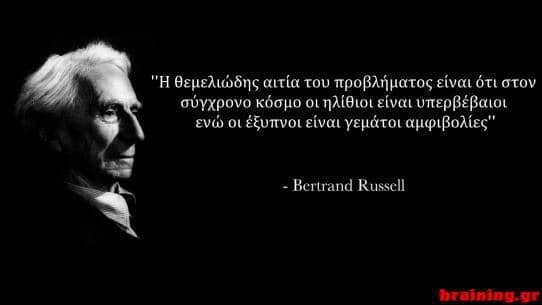 "Η θεμελιώδης αιτία του προβλήματος είναι ότι στον
σύγχρονο κόσμο οι ηλίθιοι είναι υπερβέβαιοι
ενώ οι έξυπνοι είναι γεμάτοι αμφιβολίες"
- Bertrand Russell
braining.gr